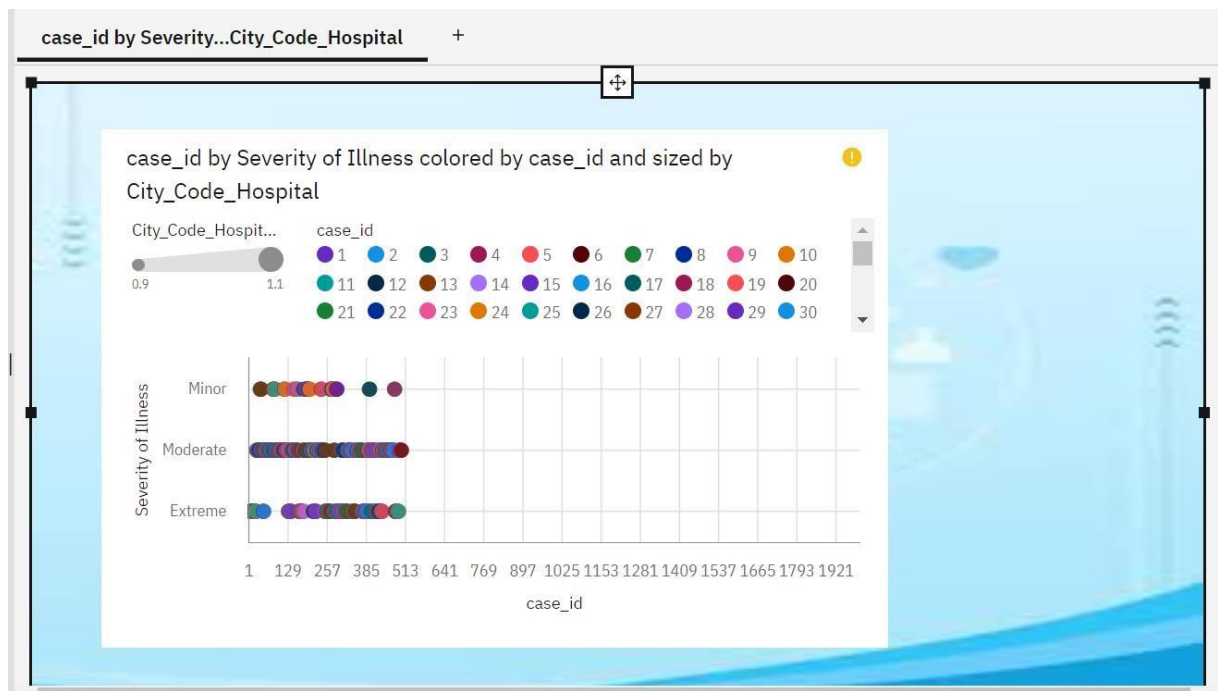 case_id by Severity...City_Code_Hospital +
case_id by Severity of Illness colored by case_id and sized by
City_Code_Hospital
City_Code_Hospit...
0.9 1.1
case_id
1 2 3 4 5 6 7 8 9 10
11 12 13 14 15 16 17 18 19 20
21 22 23 24 25 26 27 28 29 30
Severity of Illness
Minor
Moderate
Extreme
1 129 257 385 513 641 769 897 1025 1153 1281 1409 1537 1665 1793 1921
case_id